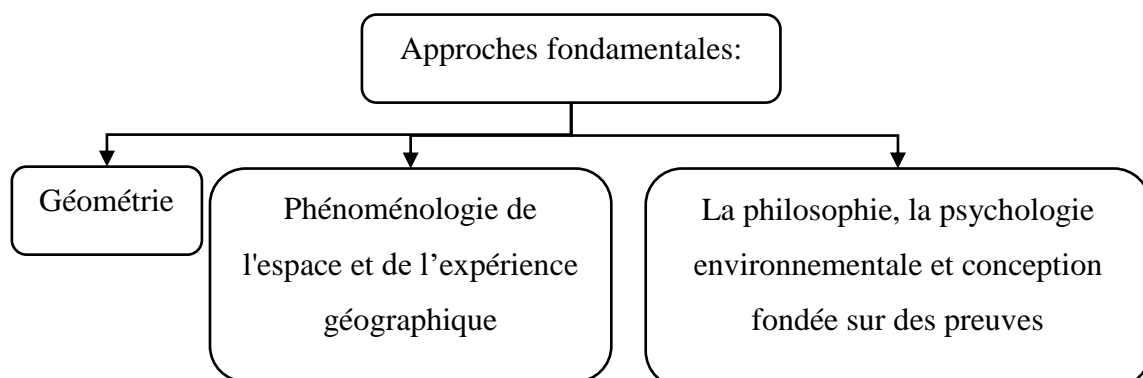 Approches fondamentales:
Géométrie
Phénoménologie de
l'espace et de l’expérience
géographique
La philosophie, la psychologie
environnementale et conception
fondée sur des preuves